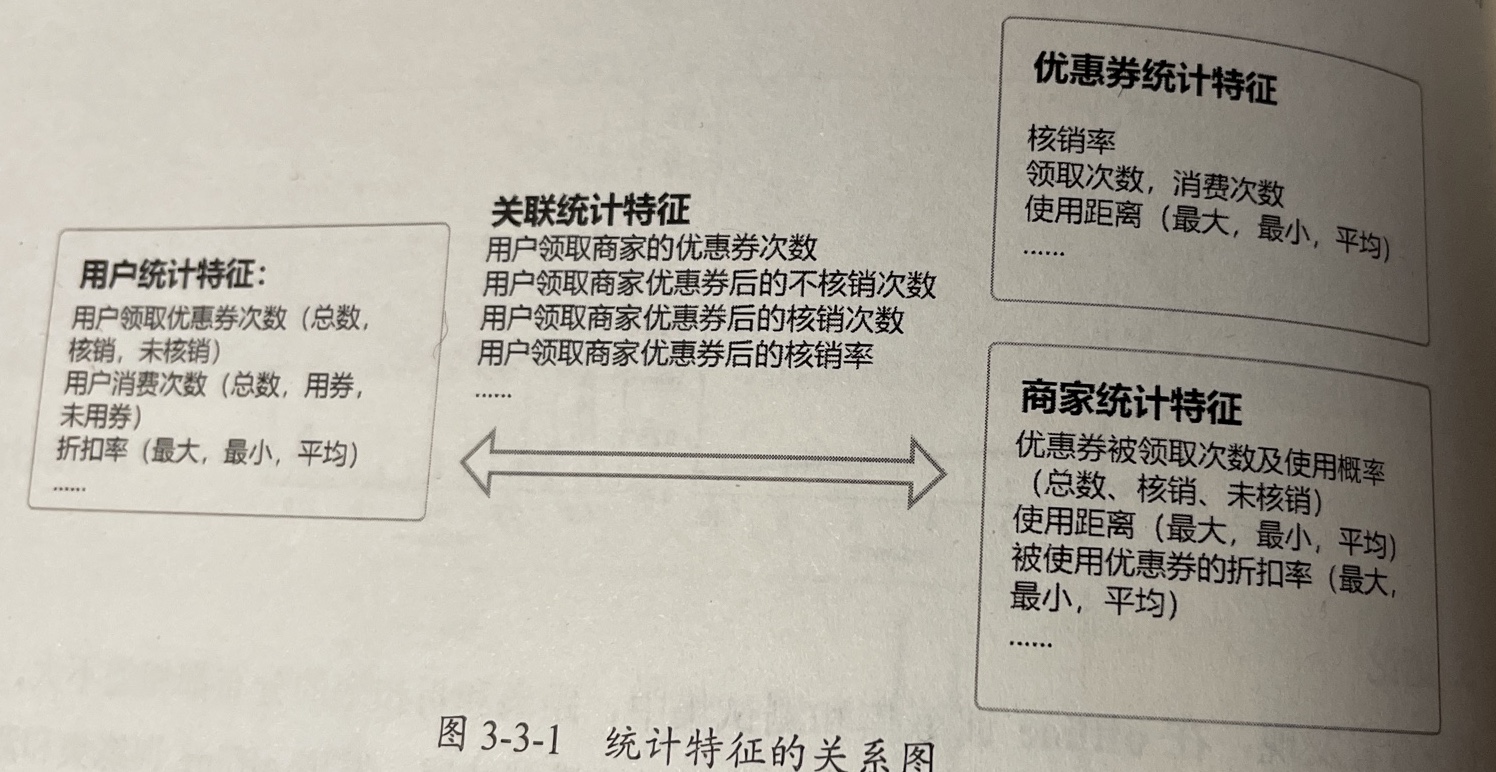 用户统计特征：
用户领取优惠券次数（总数，
核销，未核销）
用户消费次数（总数，用券，
未用券）
折扣率（最大，最小，平均）
......
关联统计特征
用户领取商家的优惠券次数
用户领取商家优惠券后的不核销次数
用户领取商家优惠券后的核销次数
用户领取商家优惠券后的核销率
......
优惠券统计特征
核销率
领取次数，消费次数
使用距离（最大，最小，平均）
......
商家统计特征
优惠券被领取次数及使用概率
（总数、核销、未核销）
使用距离（最大，最小，平均）
被使用优惠券的折扣率（最大，
最小，平均）
......
图 3-3-1 统计特征的关系图